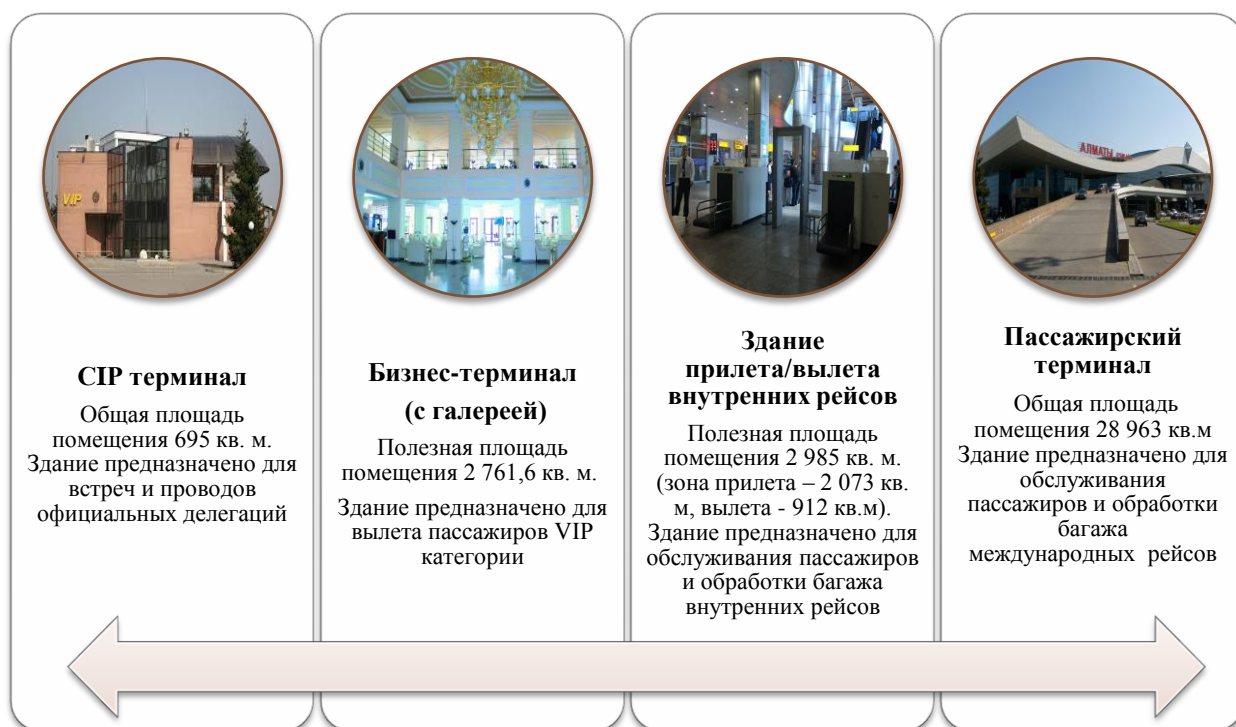 VIP
АЛМАТЫ
CIP терминал
Общая площадь
помещения 695 кв. м.
Здание предназначено для
встреч и проводов
официальных делегаций
Бизнес-терминал
(с галереей)
Полезная площадь
помещения 2 761,6 кв. м.
Здание предназначено для
вылета пассажиров VIP
категории
Здание
прилета/вылета
внутренних рейсов
Полезная площадь
помещения 2 985 кв. м.
(зона прилета – 2 073 кв.
м, вылета - 912 кв.м).
Здание предназначено для
обслуживания пассажиров
и обработки багажа
внутренних рейсов
Пассажирский
терминал
Общая площадь
помещения 28 963 кв.м
Здание предназначено для
обслуживания
пассажиров и обработки
багажа
международных рейсов